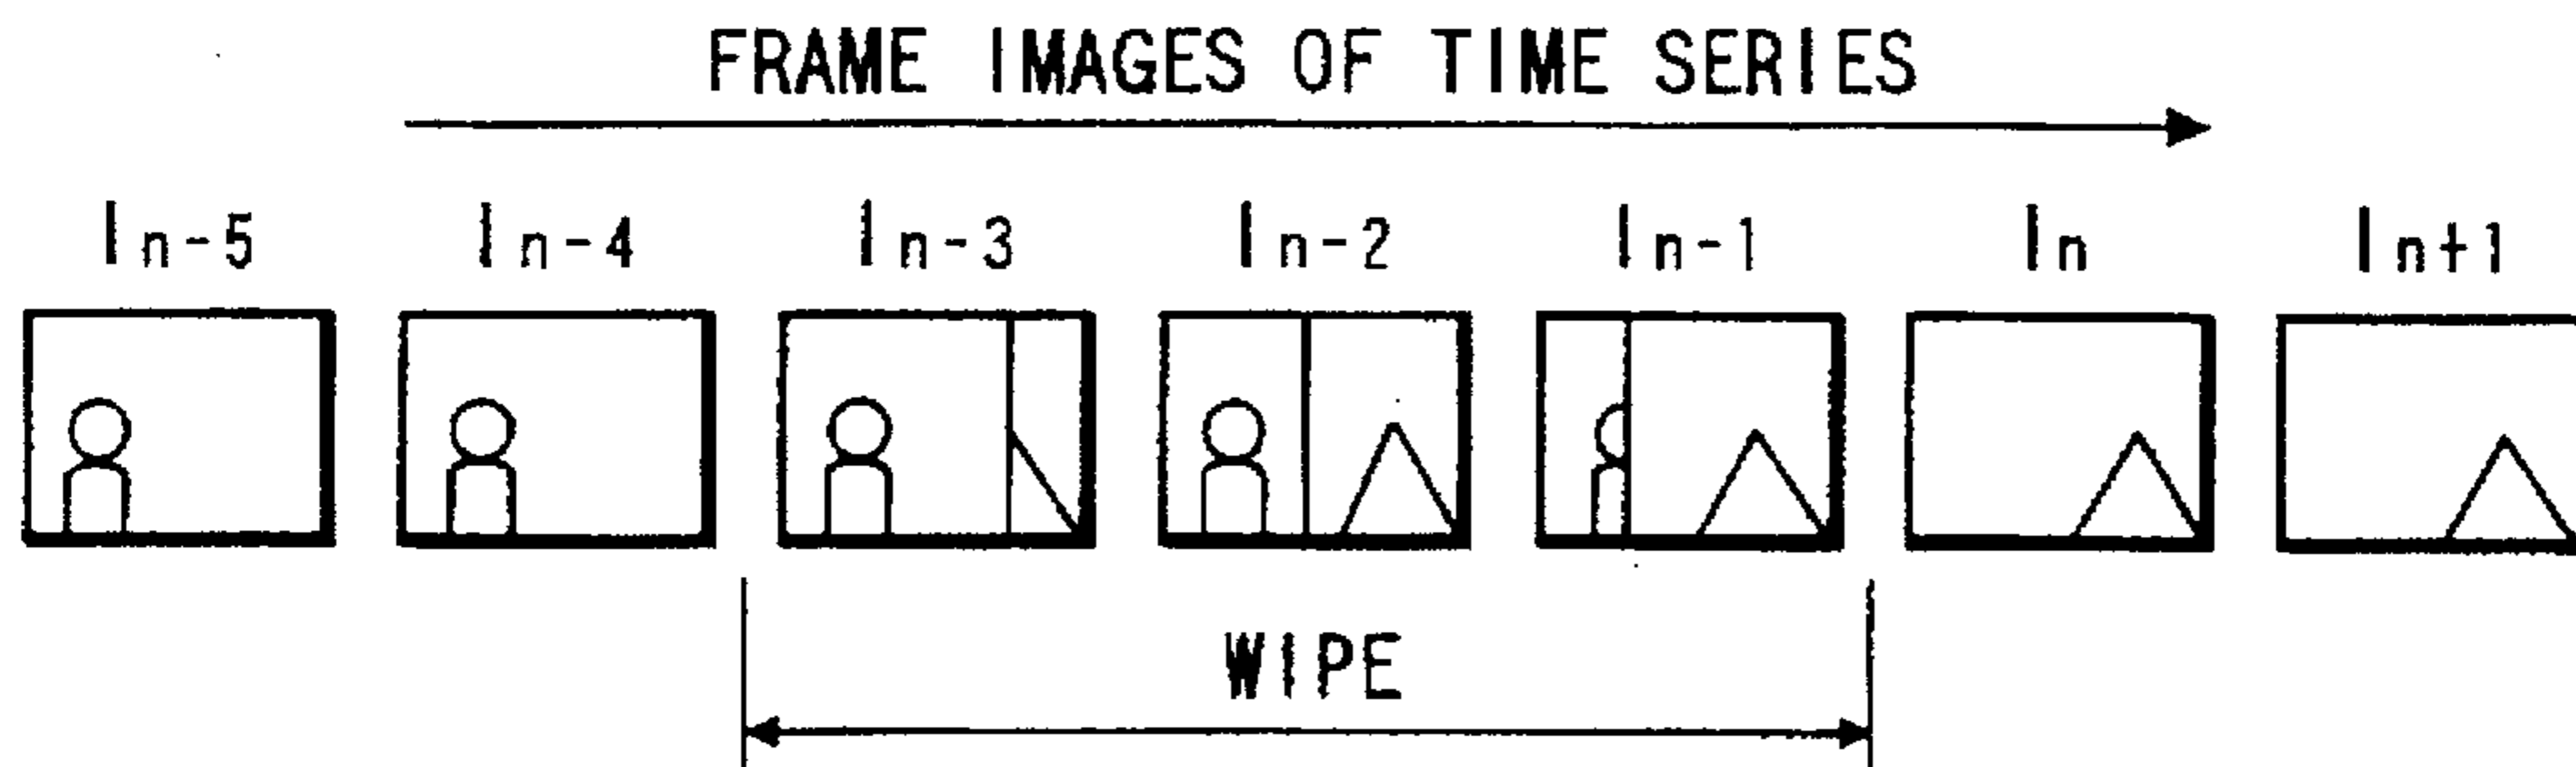 FRAME IMAGES OF TIME SERIES
In-5 In-4 In-3 In-2 In-1 In In+1
WIPE